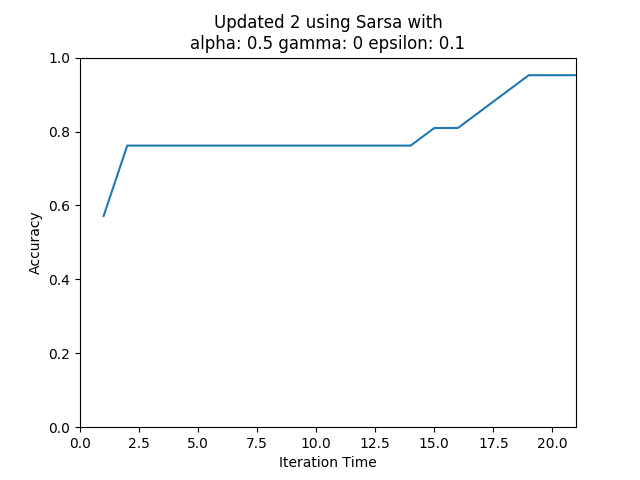 Updated 2 using Sarsa with
alpha: 0.5 gamma: 0 epsilon: 0.1
1.0
0.8
0.6
0.4
0.2
0.0
Accuracy
0.0 2.5 5.0 7.5 10.0 12.5 15.0 17.5 20.0
Iteration Time